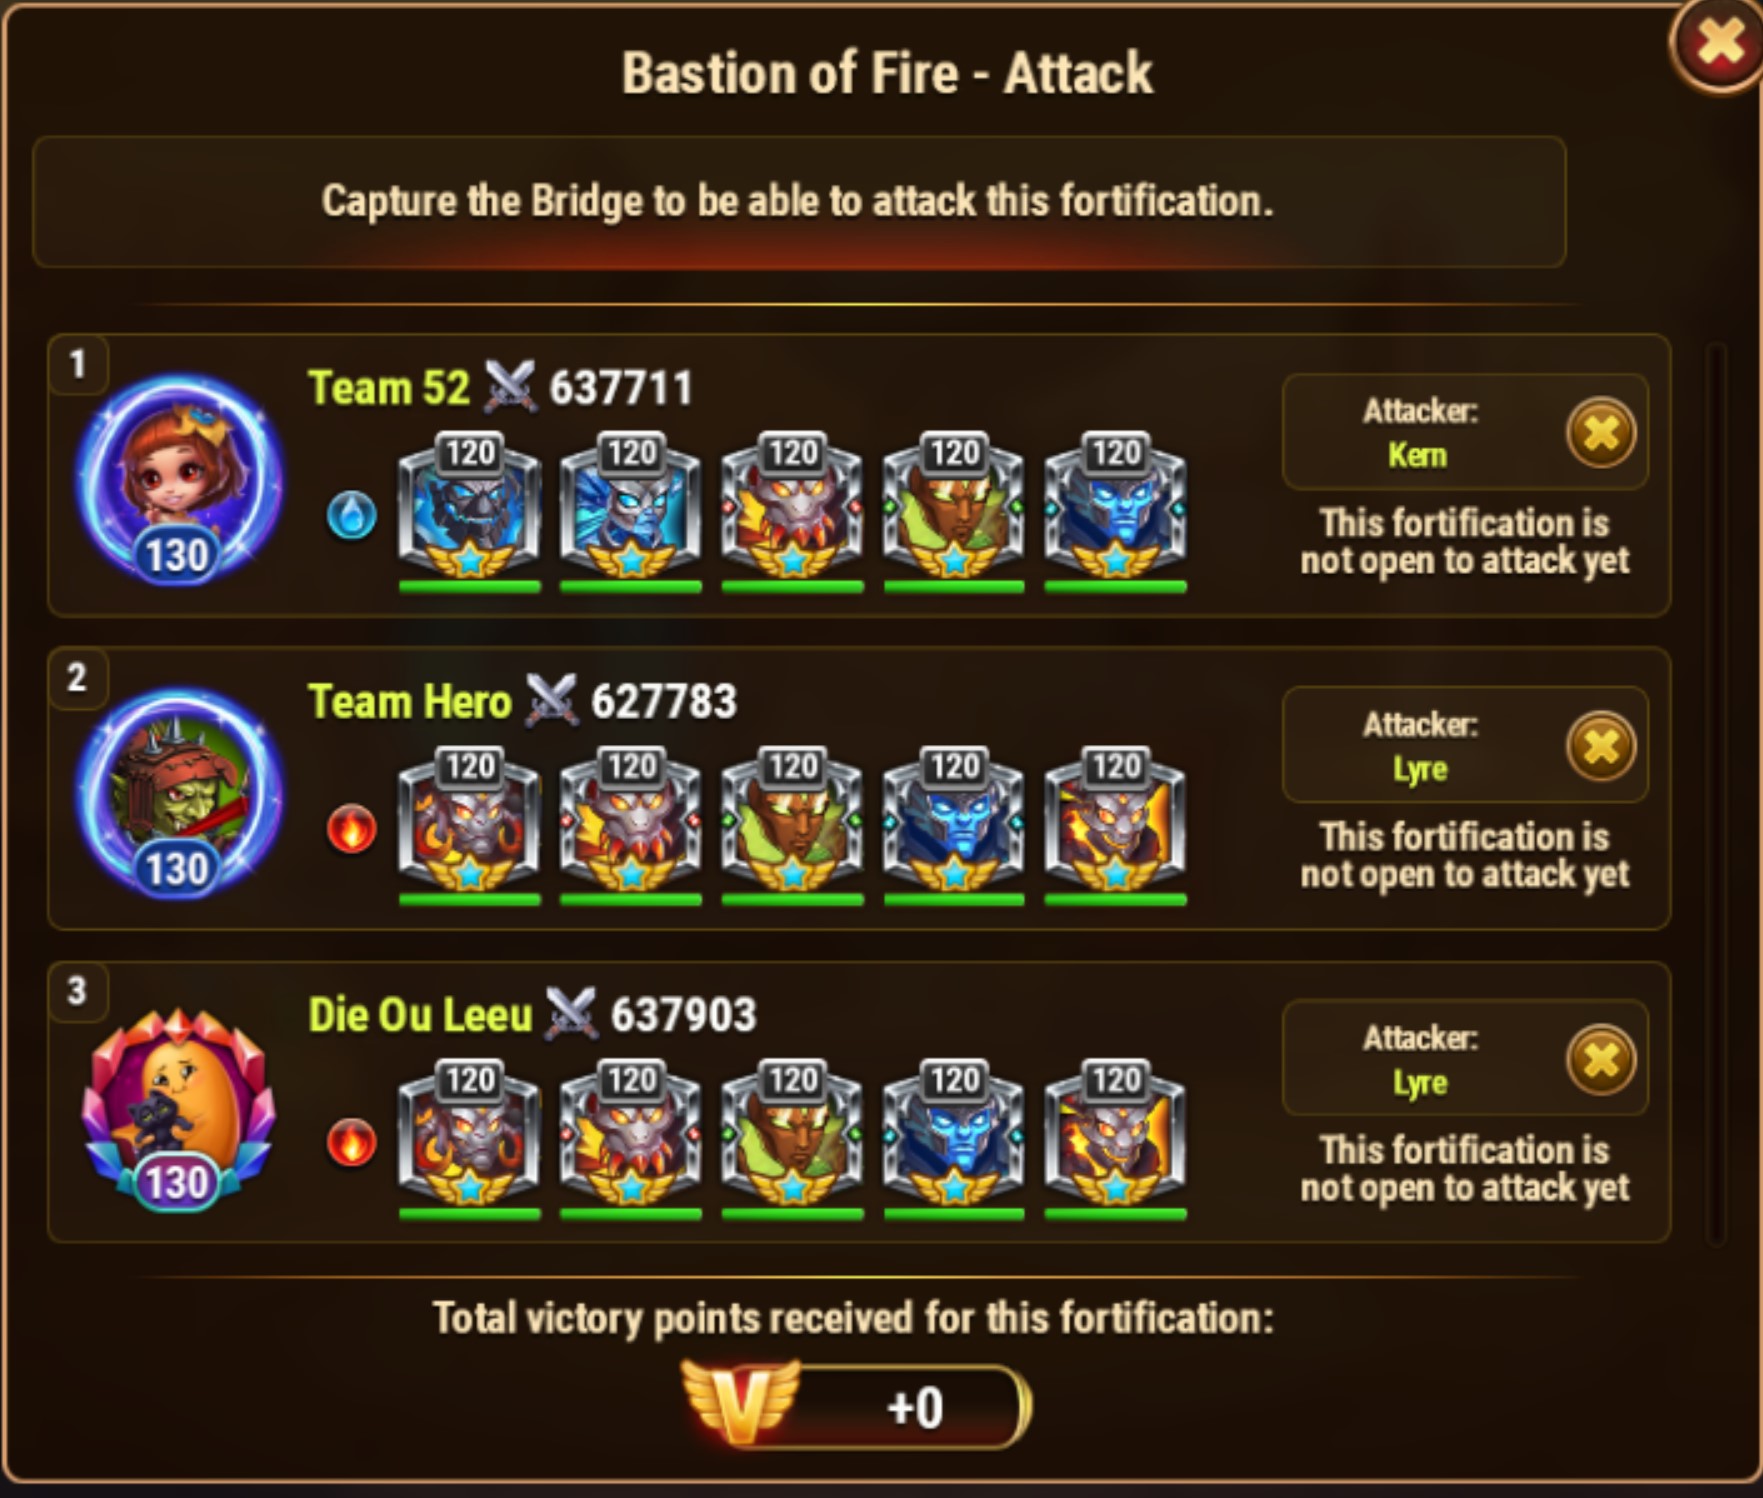 Bastion of Fire - Attack
Capture the Bridge to be able to attack this fortification.
1
Team 52 637711
130
120 120 120 120 120
Attacker:
Kern
This fortification is
not open to attack yet
2
Team Hero 627783
130
120 120 120 120 120
Attacker:
Lyre
This fortification is
not open to attack yet
3
Die Ou Leeu 637903
130
120 120 120 120 120
Attacker:
Lyre
This fortification is
not open to attack yet
Total victory points received for this fortification:
V +0